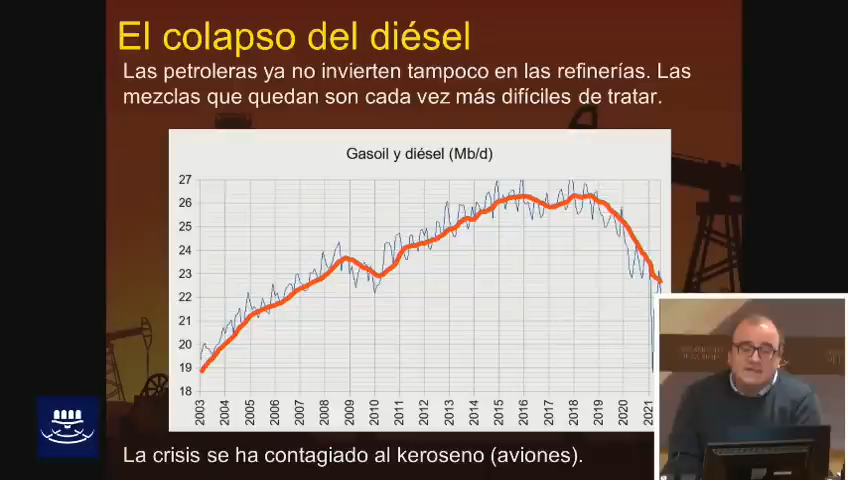 El colapso del diésel
Las petroleras ya no invierten tampoco en las refinerías. Las
mezclas que quedan son cada vez más difíciles de tratar.
Gasoil y diésel (Mb/d)
27
26
25
24
23
22
21
20
19
18
2003 2004 2005 2006 2007 2008 2009 2010 2011 2012 2013 2014 2015 2016 2017 2018 2019 2020 2021
La crisis se ha contagiado al keroseno (aviones).